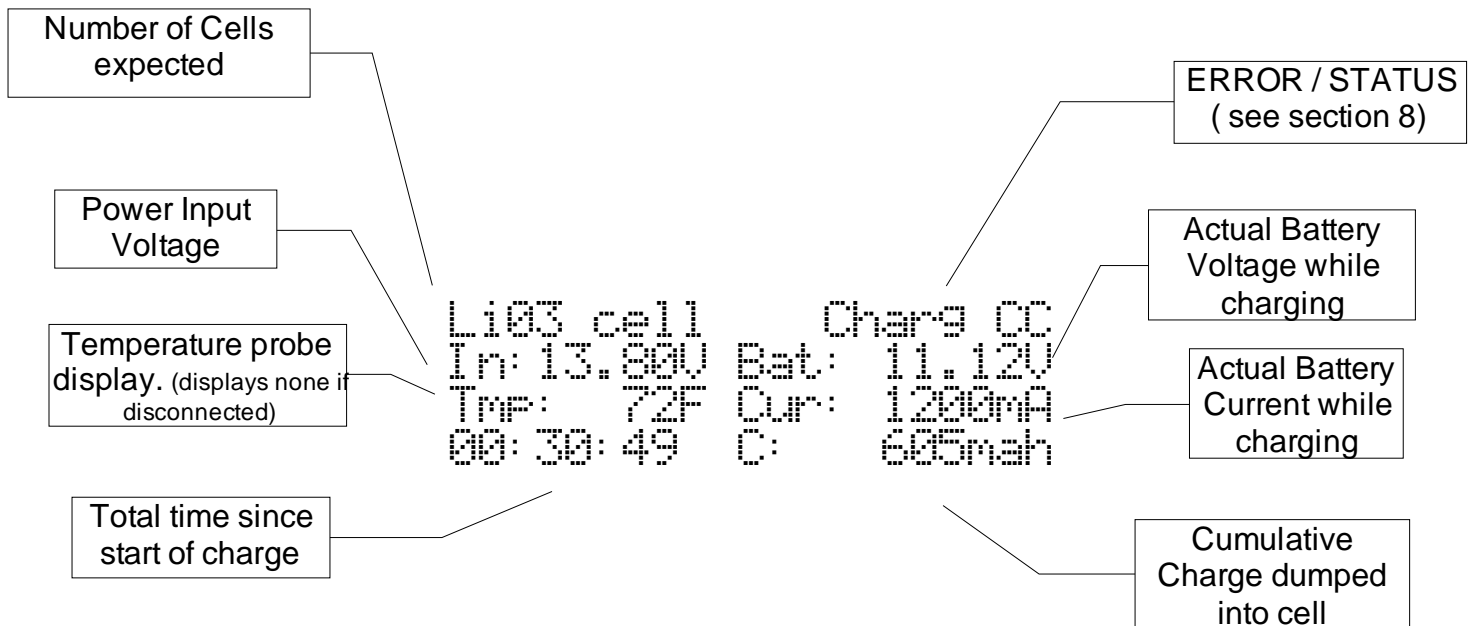 Number of Cells
expected
ERROR / STATUS
( see section 8)
Power Input
Voltage
Actual Battery
Voltage while
charging
Li03 cell Charg CC
In:13.80V Bat: 11.12V
Tmp: 72F Cur: 1200mA
00:30:49 C: 605mah
Temperature probe
display. (displays none if
disconnected)
Actual Battery
Current while
charging
Total time since
start of charge
Cumulative
Charge dumped
into cell